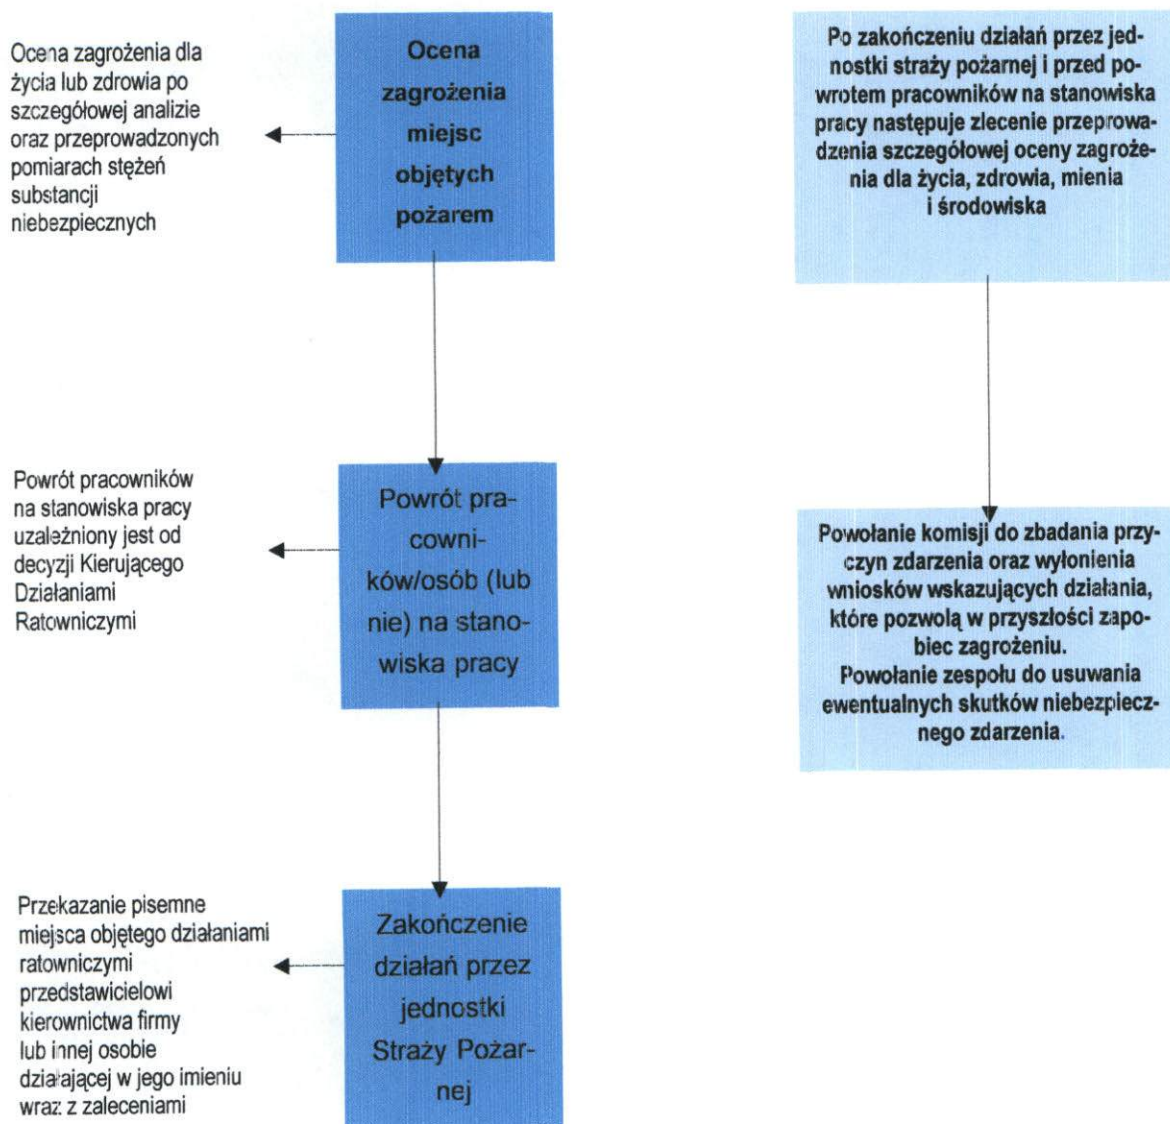 Ocena zagrożenia dla
życia lub zdrowia po
szczegółowej analizie
oraz przeprowadzonych
pomiarach stężeń
substancji
niebezpiecznych
Ocena
zagrożenia
miejsc
objętych
pożarem
Po zakończeniu działań przez jed-
nostki straży pożarnej i przed po-
wrotem pracowników na stanowiska
pracy następuje zlecenie przeprowa-
dzenia szczegółowej oceny zagroże-
nia dla życia, zdrowia, mienia
i środowiska
Powrót pracowników
na stanowiska pracy
uzależniony jest od
decyzji Kierującego
Działaniami
Ratowniczymi
Powrót pra-
cowni-
ków/osób (lub
nie) na stano-
wiska pracy
Powołanie komisji do zbadania przy-
czyn zdarzenia oraz wyłonienia
wniosków wskazujących działania,
które pozwolą w przyszłości zapo-
biec zagrożeniu.
Powołanie zespołu do usuwania
ewentualnych skutków niebezpiecz-
nego zdarzenia.
Przekazanie pisemne
miejsca objętego działaniami
ratowniczymi
przedstawicielowi
kierownictwa firmy
lub innej osobie
działającej w jego imieniu
wraz z zaleceniami
Zakończenie
działań przez
jednostki
Straży Pożar-
nej